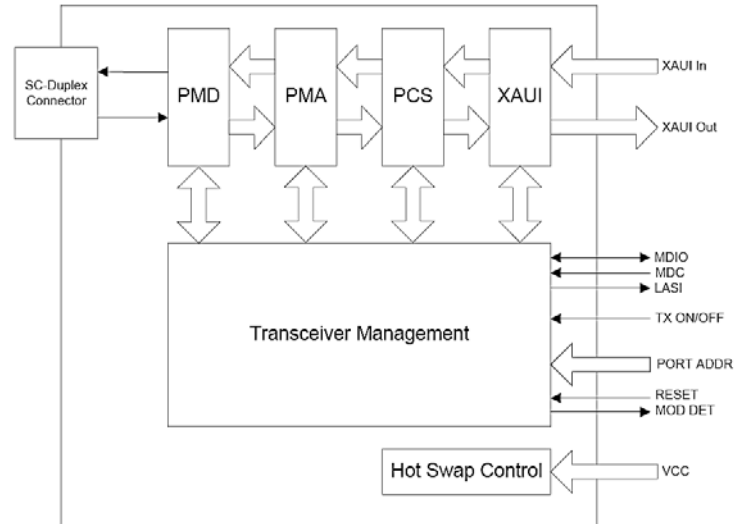 SC-Duplex
Connector
PMD
PMA
PCS
XAUI
XAUI In
XAUI Out
Transceiver Management
MDIO
MDC
LASI
TX ON/OFF
PORT ADDR
RESET
MOD DET
Hot Swap Control
VCC